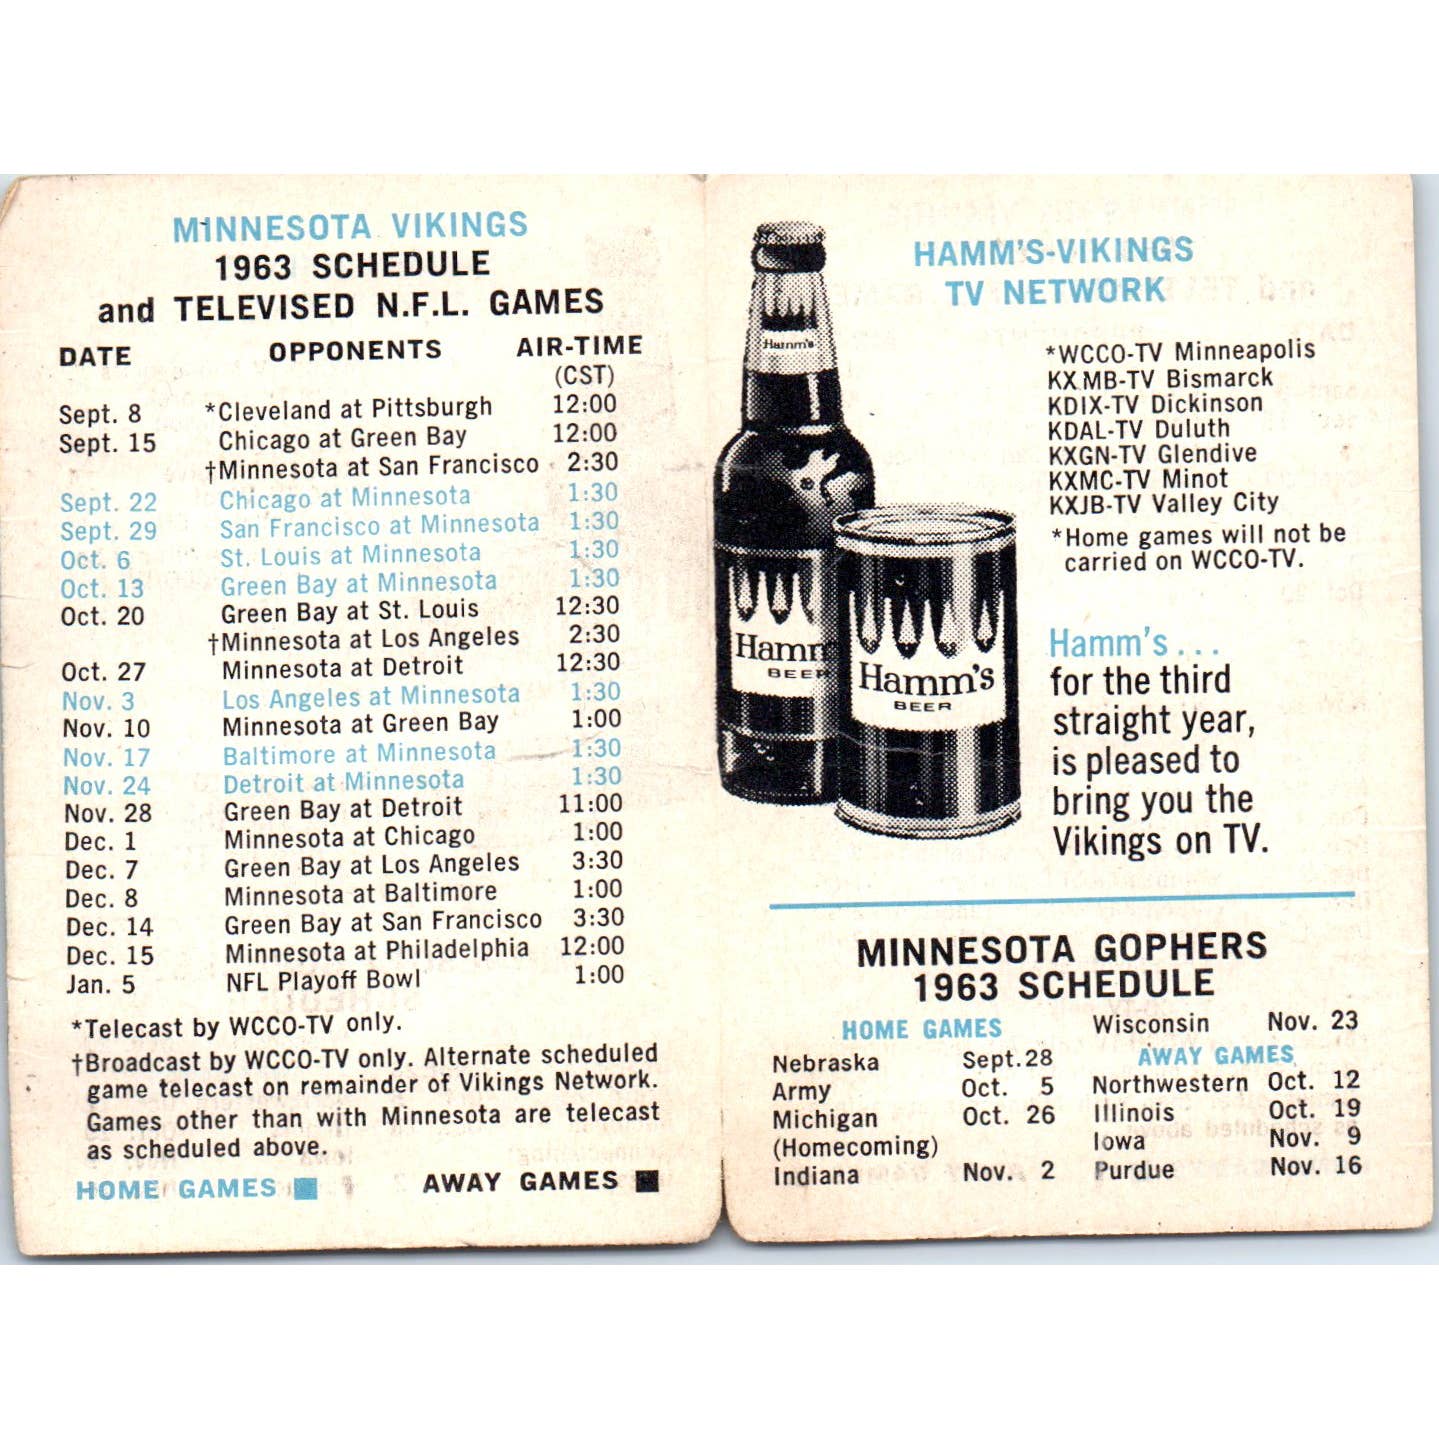 MINNESOTA VIKINGS
1963 SCHEDULE
and TELEVISED N.F.L. GAMES
DATE OPPONENTS AIR-TIME
(CST)
Sept. 8 *Cleveland at Pittsburgh 12:00
Sept. 15 Chicago at Green Bay 12:00
†Minnesota at San Francisco 2:30
Sept. 22 Chicago at Minnesota 1:30
Sept. 29 San Francisco at Minnesota 1:30
Oct. 6 St. Louis at Minnesota 1:30
Oct. 13 Green Bay at Minnesota 1:30
Oct. 20 Green Bay at St. Louis 12:30
†Minnesota at Los Angeles 2:30
Oct. 27 Minnesota at Detroit 12:30
Nov. 3 Los Angeles at Minnesota 1:30
Nov. 10 Minnesota at Green Bay 1:00
Nov. 17 Baltimore at Minnesota 1:30
Nov. 24 Detroit at Minnesota 1:30
Nov. 28 Green Bay at Detroit 11:00
Dec. 1 Minnesota at Chicago 1:00
Dec. 7 Green Bay at Los Angeles 3:30
Dec. 8 Minnesota at Baltimore 1:00
Dec. 14 Green Bay at San Francisco 3:30
Dec. 15 Minnesota at Philadelphia 12:00
Jan. 5 NFL Playoff Bowl 1:00
*Telecast by WCCO-TV only.
†Broadcast by WCCO-TV only. Alternate scheduled
game telecast on remainder of Vikings Network.
Games other than with Minnesota are telecast
as scheduled above.
HOME GAMES AWAY GAMES
HAMM'S-VIKINGS
TV NETWORK
*WCCO-TV Minneapolis
KXMB-TV Bismarck
KDIX-TV Dickinson
KDAL-TV Duluth
KXGN-TV Glendive
KXMC-TV Minot
KXJB-TV Valley City
*Home games will not be
carried on WCCO-TV.
Hamm's
Hamm
BEER
Hamm's
BEER
Hamm's...
for the third
straight year,
is pleased to
bring you the
Vikings on TV.
MINNESOTA GOPHERS
1963 SCHEDULE
HOME GAMES
Nebraska Sept. 28
Army Oct. 5
Michigan Oct. 26
(Homecoming)
Indiana Nov. 2
Wisconsin Nov. 23
AWAY GAMES
Northwestern Oct. 12
Illinois Oct. 19
Iowa Nov. 9
Purdue Nov. 16